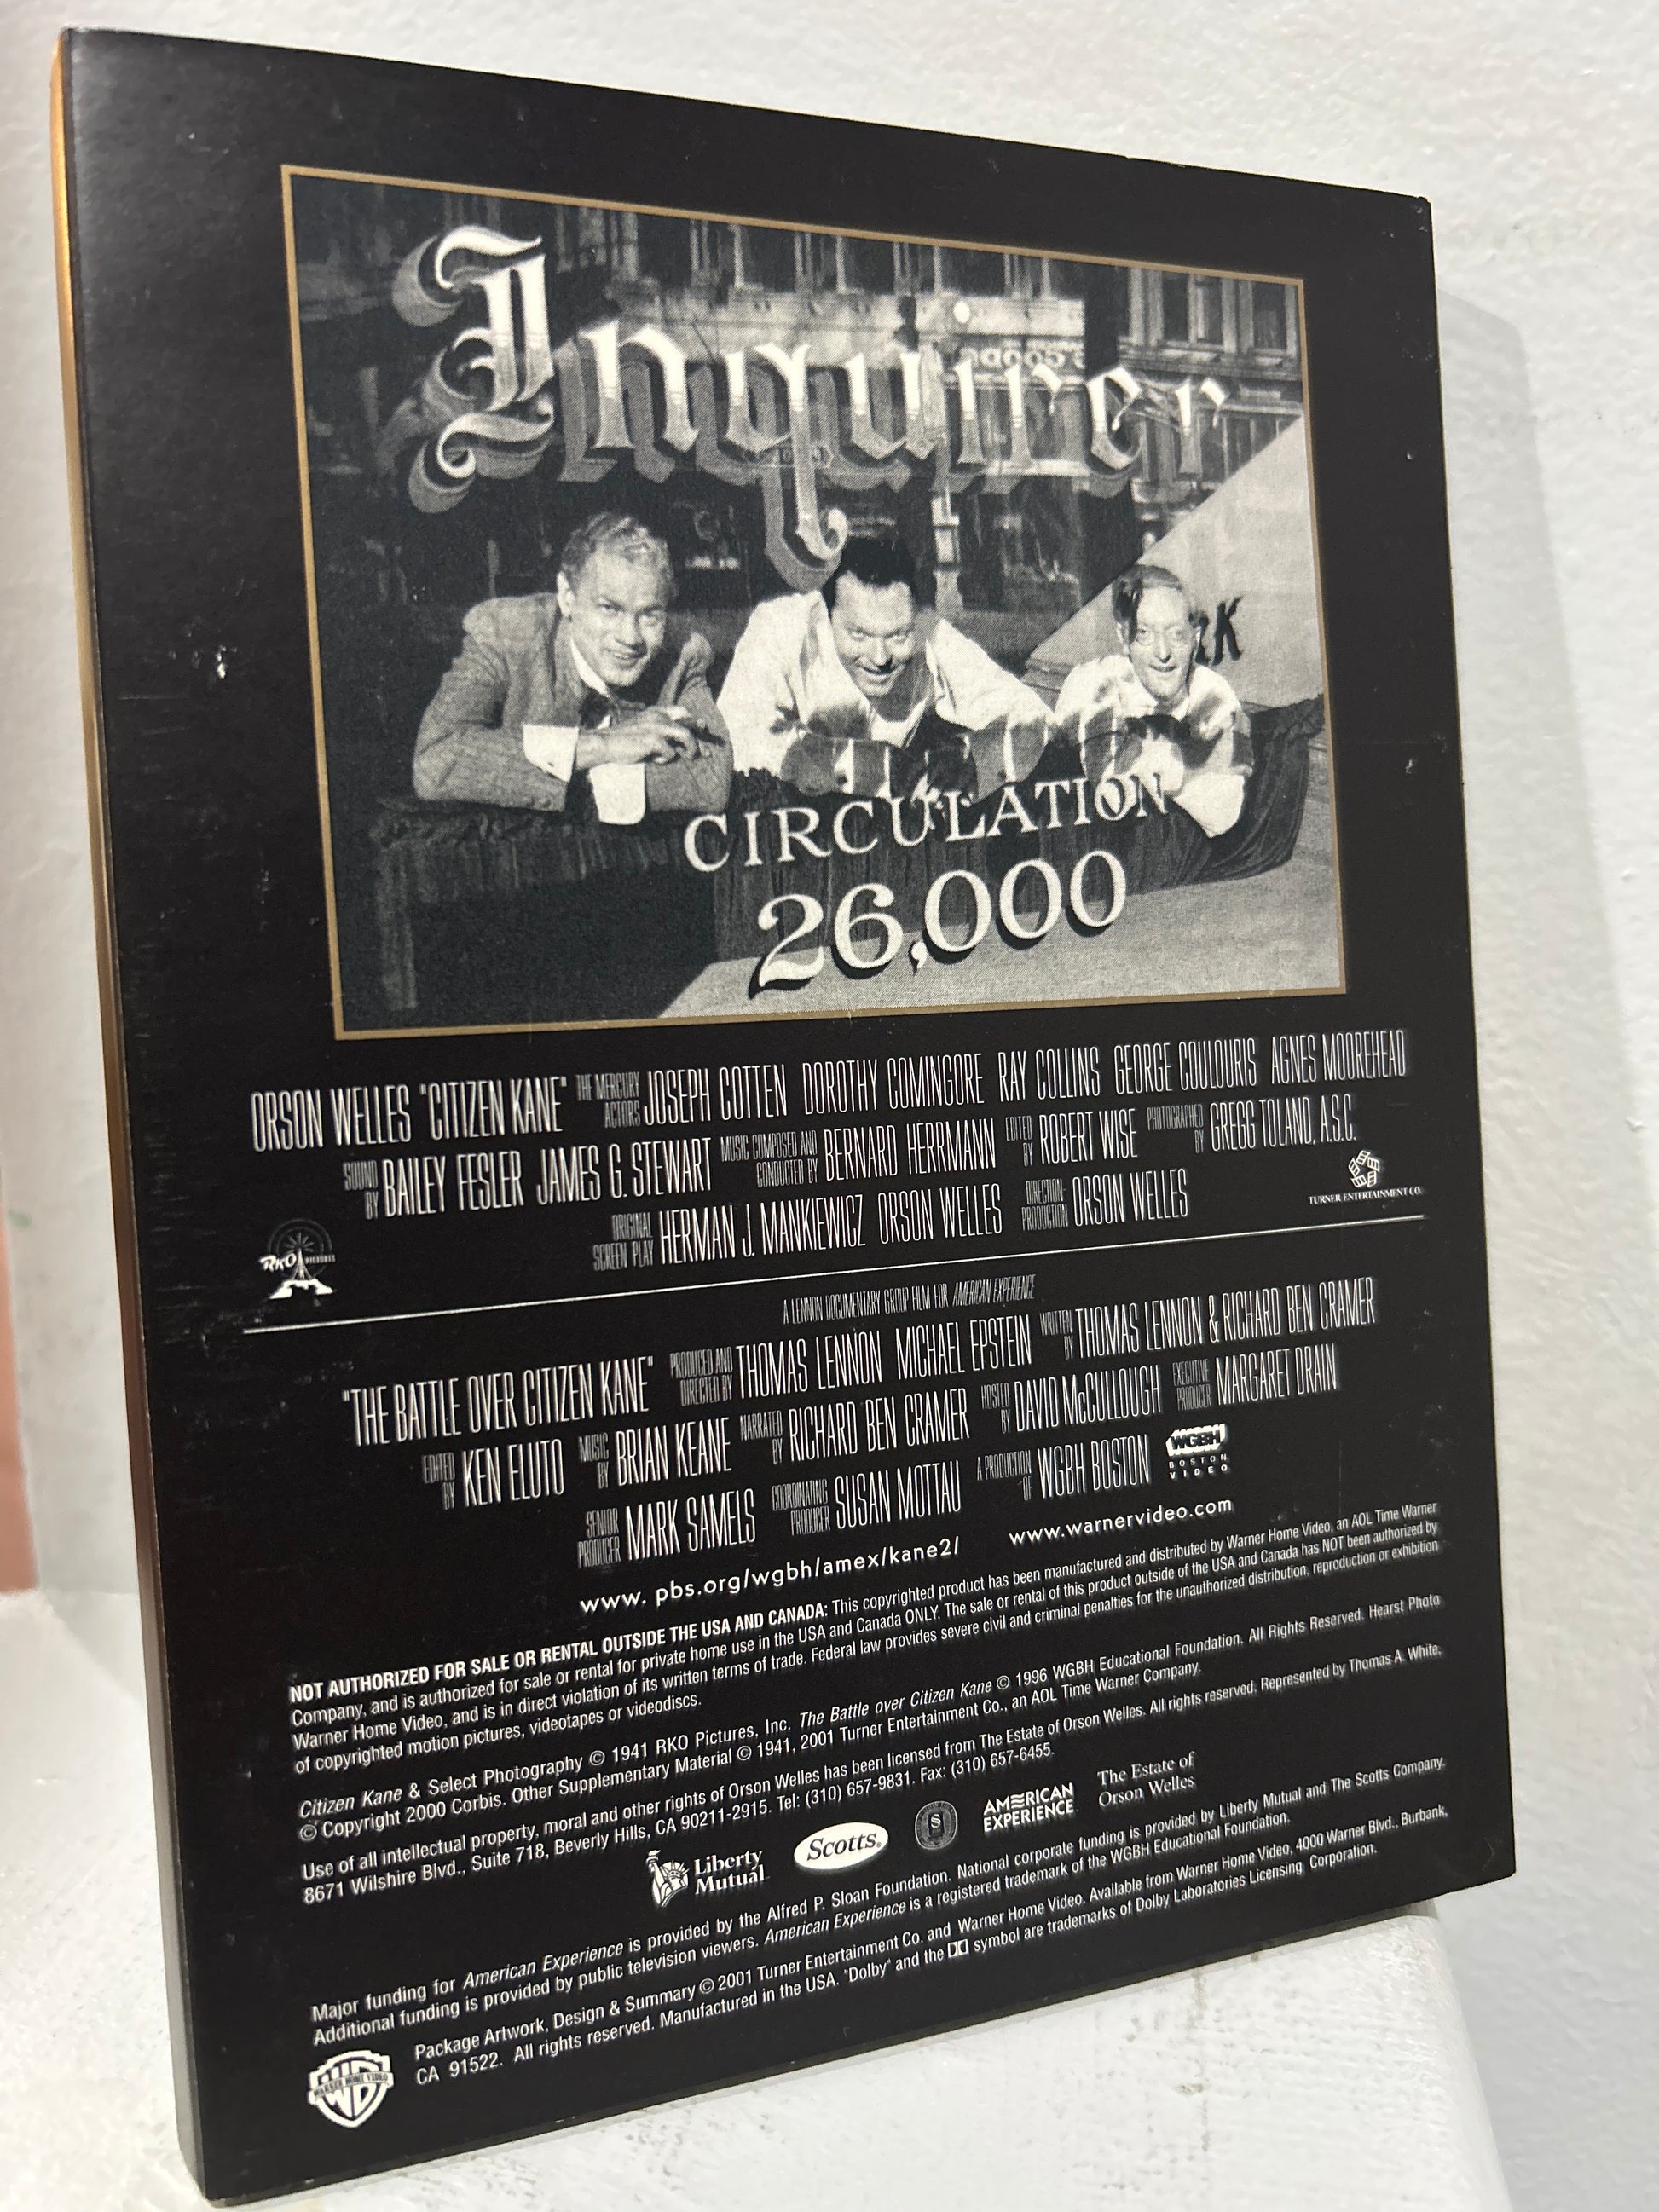 Inquirer
RK
CIRCULATION
26,000
ORSON WELLES "CITIZEN KANE" THE MERCURY ACTORS JOSEPH COTTEN DOROTHY COMINGORE RAY COLLINS GEORGE COULOURIS AGNES MOOREHEAD
SOUND BY BAILEY FESLER JAMES G. STEWART MUSIC COMPOSED AND CONDUCTED BY BERNARD HERRMANN EDITED BY ROBERT WISE PHOTOGRAPHED BY GREGG TOLAND, A.S.C.
ORIGINAL SCREEN PLAY HERMAN J. MANKIEWICZ ORSON WELLES DIRECTION-PRODUCTION ORSON WELLES
RKO PICTURES
TURNER ENTERTAINMENT CO.
A LENNON DOCUMENTARY GROUP FILM FOR AMERICAN EXPERIENCE
"THE BATTLE OVER CITIZEN KANE" PRODUCED AND DIRECTED BY THOMAS LENNON MICHAEL EPSTEIN WRITTEN BY THOMAS LENNON & RICHARD BEN CRAMER
EDITED BY KEN ELUTO MUSIC BY BRIAN KEANE NARRATED BY RICHARD BEN CRAMER HOSTED BY DAVID McCULLOUGH EXECUTIVE PRODUCER MARGARET DRAIN
SENIOR PRODUCER MARK SAMELS COORDINATING PRODUCER SUSAN MOTTAU A PRODUCTION OF WGBH BOSTON WGBH BOSTON VIDEO
www. pbs.org/wgbh/amex/kane2/ www.warnervideo.com
NOT AUTHORIZED FOR SALE OR RENTAL OUTSIDE THE USA AND CANADA: This copyrighted product has been manufactured and distributed by Warner Home Video, an AOL Time Warner
Company, and is authorized for sale or rental for private home use in the USA and Canada ONLY. The sale or rental of this product outside of the USA and Canada has NOT been authorized by
Warner Home Video, and is in direct violation of its written terms of trade. Federal law provides severe civil and criminal penalties for the unauthorized distribution, reproduction or exhibition
of copyrighted motion pictures, videotapes or videodiscs.
Citizen Kane & Select Photography © 1941 RKO Pictures, Inc. The Battle over Citizen Kane © 1996 WGBH Educational Foundation. All Rights Reserved. Hearst Photo
© Copyright 2000 Corbis. Other Supplementary Material © 1941, 2001 Turner Entertainment Co., an AOL Time Warner Company.
Use of all intellectual property, moral and other rights of Orson Welles has been licensed from The Estate of Orson Welles. All rights reserved. Represented by Thomas A. White,
8671 Wilshire Blvd., Suite 718, Beverly Hills, CA 90211-2915. Tel: (310) 657-9831. Fax: (310) 657-6455.
Liberty Mutual
Scotts
S
AMERICAN EXPERIENCE
The Estate of Orson Welles
Major funding for American Experience is provided by the Alfred P. Sloan Foundation. National corporate funding is provided by Liberty Mutual and The Scotts Company.
Additional funding is provided by public television viewers. American Experience is a registered trademark of the WGBH Educational Foundation.
Package Artwork, Design & Summary © 2001 Turner Entertainment Co. and Warner Home Video. Available from Warner Home Video, 4000 Warner Blvd., Burbank,
CA 91522. All rights reserved. Manufactured in the USA. "Dolby" and the symbol are trademarks of Dolby Laboratories Licensing Corporation.
WB
WARNER HOME VIDEO